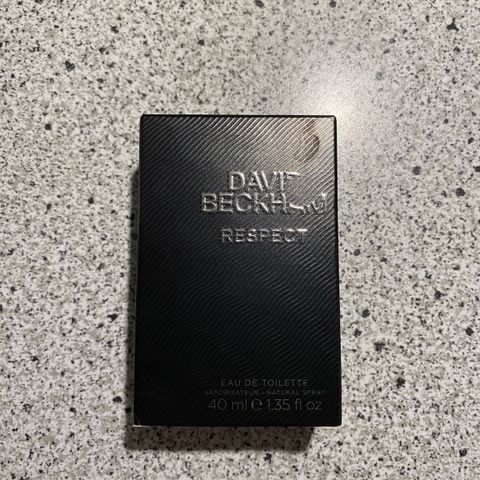 DAVID
BECKHAM
RESPECT
EAU DE TOILETTE
VAPORISATEUR • NATURAL SPRAY
40 ml e 1.35 fl oz